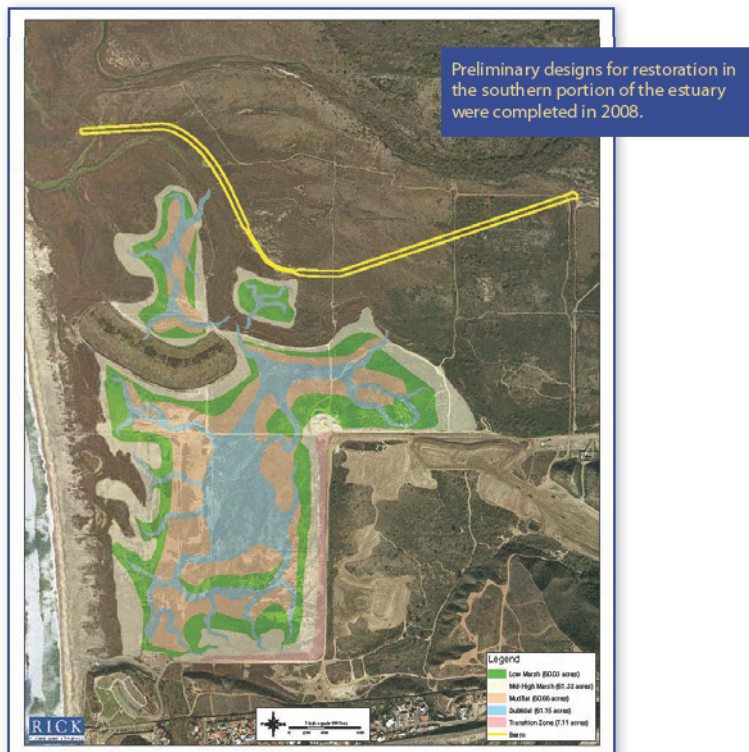 Preliminary designs for restoration in
the southern portion of the estuary
were completed in 2008.
Legend
Low Marsh (60.03 acres)
Mid-High Marsh (61.32 acres)
Mudflat (60.66 acres)
Subtidal (61.15 acres)
Transition Zone (7.11 acres)
Berm
RICK